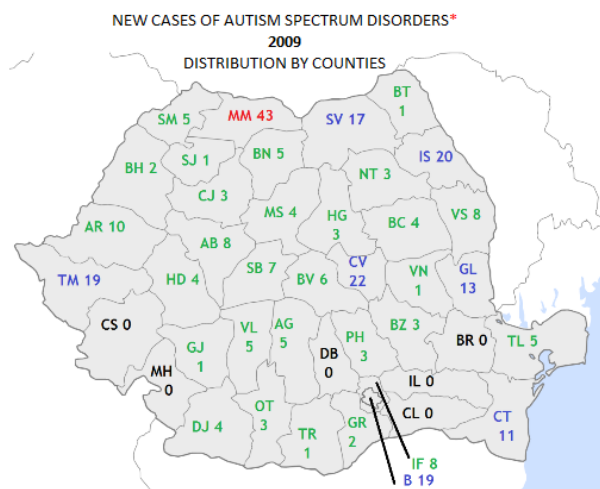 NEW CASES OF AUTISM SPECTRUM DISORDERS*
2009
DISTRIBUTION BY COUNTIES
BT
1
SM 5
MM 43
SV 17
IS 20
SJ 1
BN 5
BH 2
NT 3
CJ 3
MS 4
HG
3
BC 4
VS 8
AR 10
AB 8
TM 19
HD 4
SB 7
BV 6
CV
22
VN
1
GL
13
CS 0
VL
5
AG
5
BZ 3
BR 0
TL 5
GJ
1
DB
0
PH
3
MH
0
IL 0
CL 0
CT
11
DJ 4
OT
3
TR
1
GR
2
IF 8
B 19